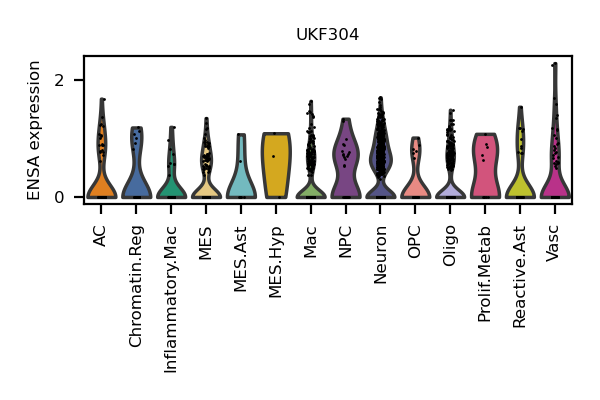 UKF304
ENSA expression
2
0
AC
Chromatin.Reg
Inflammatory.Mac
MES
MES.Ast
MES.Hyp
Mac
NPC
Neuron
OPC
Oligo
Prolif.Metab
Reactive.Ast
Vasc